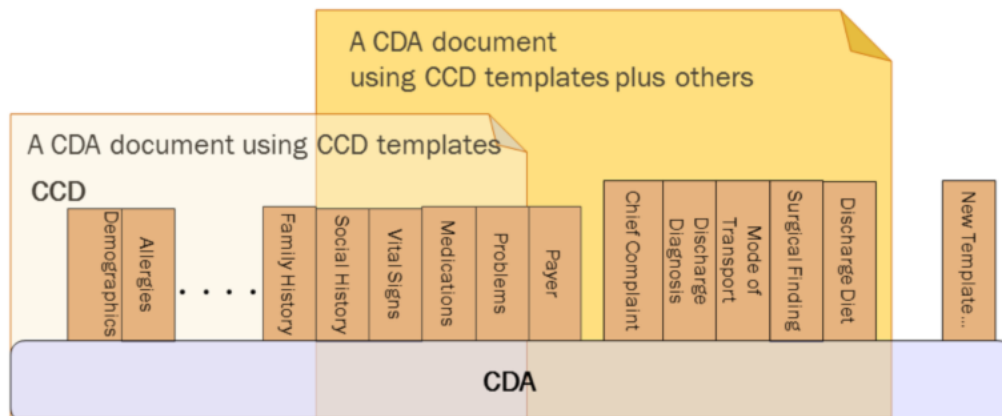 A CDA document
using CCD templates plus others
A CDA document using CCD templates
CCD
Demographics
Allergies
. . . . .
Family History
Social History
Vital Signs
Medications
Problems
Payer
Chief Complaint
Discharge
Diagnosis
Mode of
Transport
Surgical Finding
Discharge Diet
New Template...
CDA